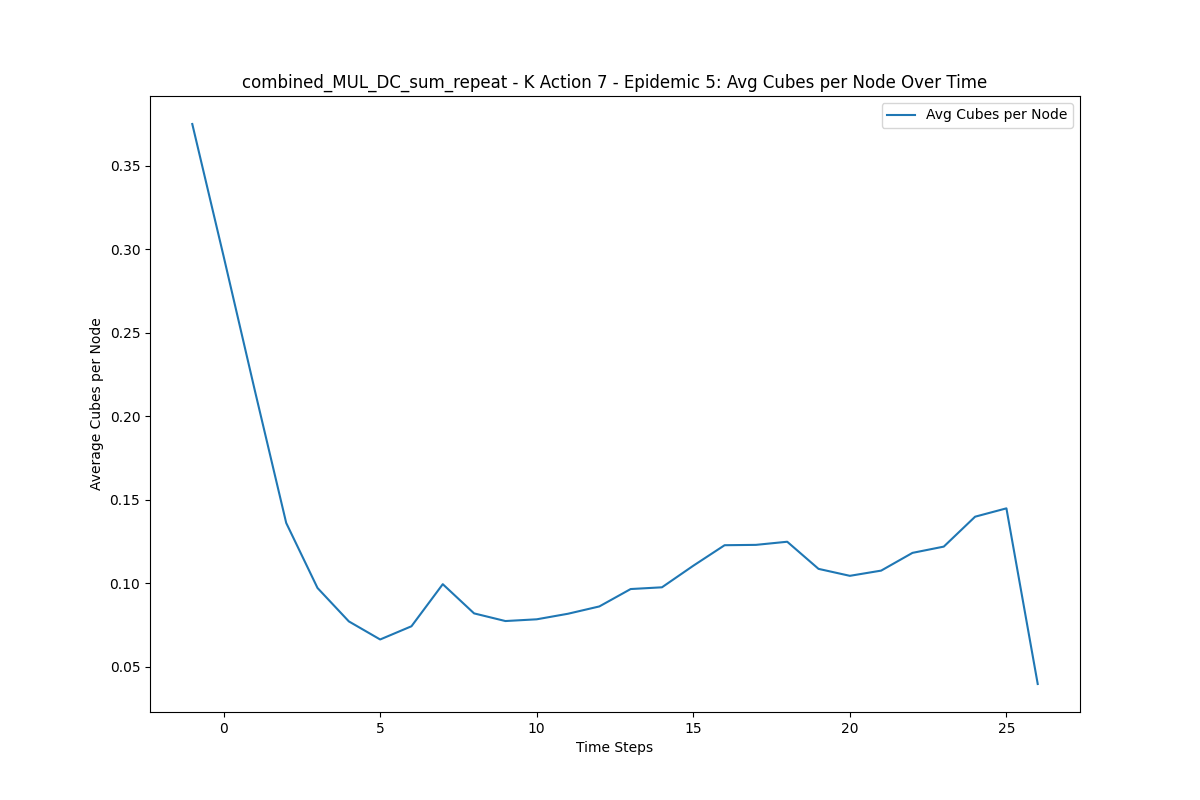 combined_MUL_DC_sum_repeat - K Action 7 - Epidemic 5: Avg Cubes per Node Over Time
Avg Cubes per Node
0.35
0.30
0.25
0.20
0.15
0.10
0.05
Average Cubes per Node
0 5 10 15 20 25
Time Steps